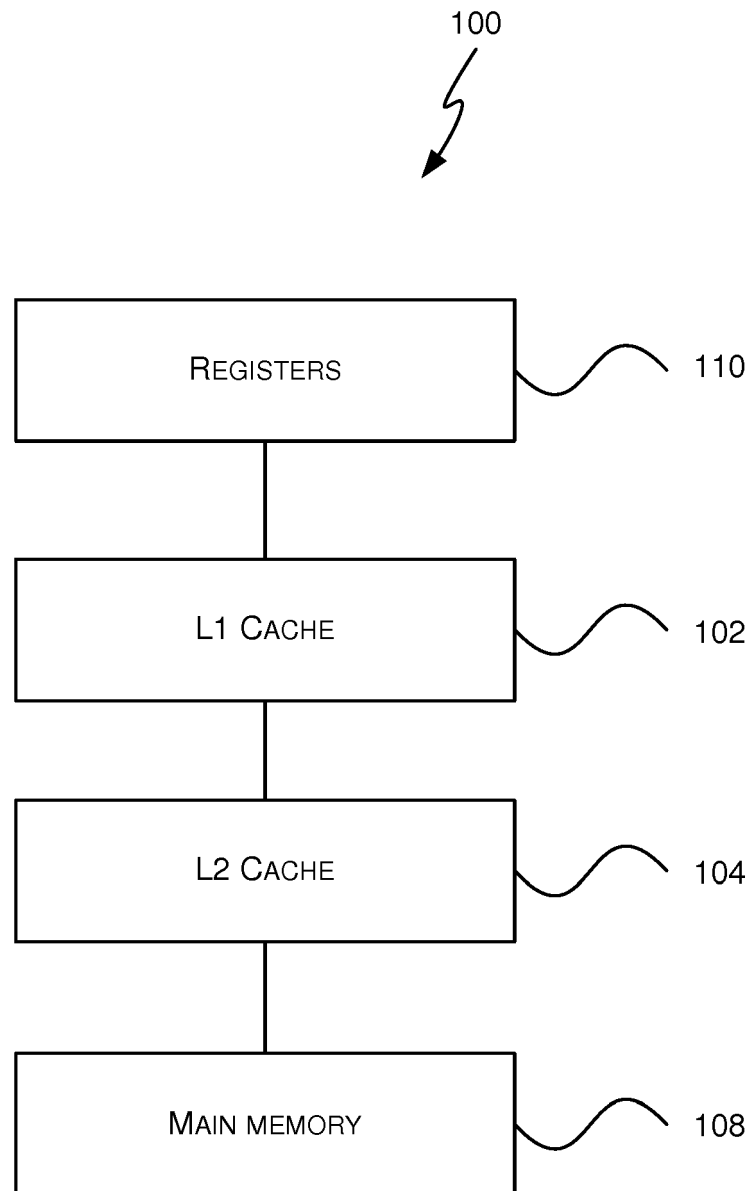 100
REGISTERS
110
L1 CACHE
102
L2 CACHE
104
MAIN MEMORY
108